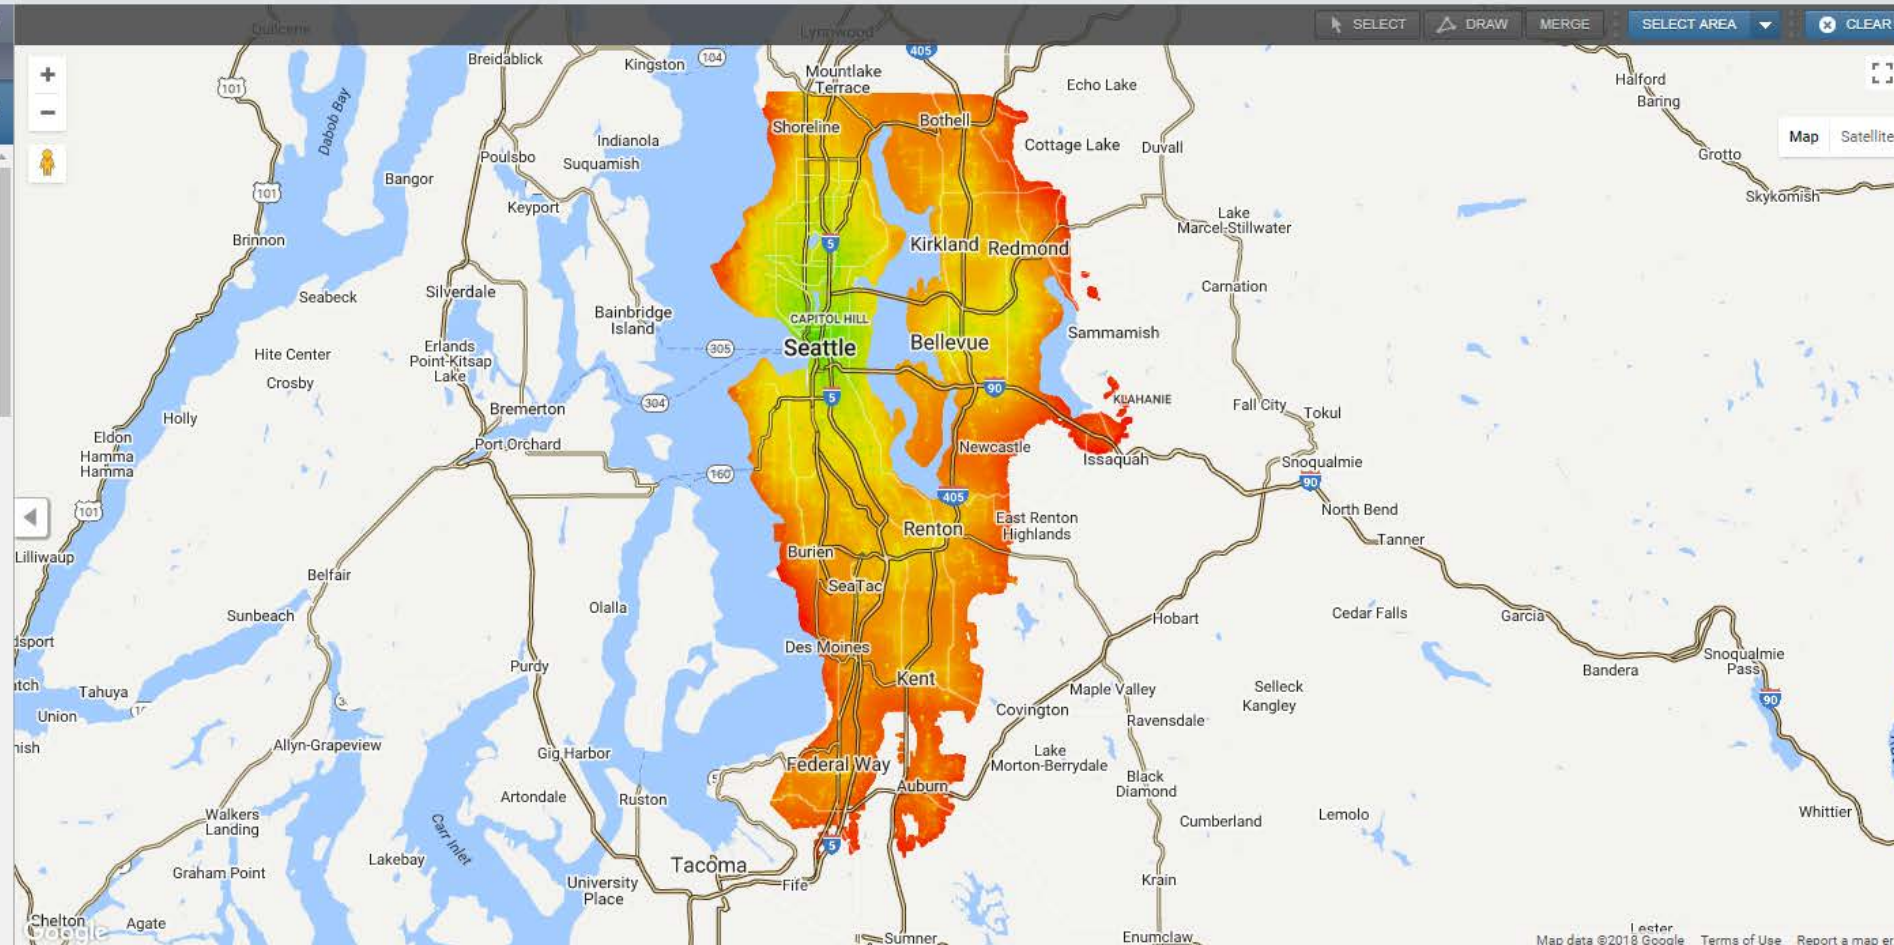 Quilcene
Lynnwood
SELECT
DRAW
MERGE
SELECT AREA
CLEAR
Breidablick
Kingston
104
405
Mountlake
Terrace
Echo Lake
Halford
Baring
101
Dabob Bay
Shoreline
Bothell
Cottage Lake
Duvall
Map
Satellite
Indianola
Suquamish
Poulsbo
Bangor
Grotto
Skykomish
101
Keyport
Brinnon
Lake
Marcel-Stillwater
5
Kirkland
Redmond
Seabeck
Silverdale
Carnation
Bainbridge
Island
CAPITOL HILL
Sammamish
Seattle
Bellevue
305
Hite Center
Crosby
Erlands
Point-Kitsap
Lake
90
KLAHANIE
304
5
Bremerton
Holly
Fall City
Tokul
Eldon
Hamma
Hamma
Port Orchard
Newcastle
Issaquah
Snoqualmie
160
90
405
101
North Bend
East Renton
Highlands
Renton
Tanner
Lilliwaup
Burien
Belfair
SeaTac
Sunbeach
Olalla
Hobart
Cedar Falls
Garcia
dsport
Des Moines
Snoqualmie
Pass
Purdy
Bandera
Kent
atch
Tahuya
Maple Valley
Selleck
Kangley
90
Union
Covington
Ravensdale
nish
Allyn-Grapeview
Gig Harbor
Lake
Morton-Berrydale
Federal Way
Black
Diamond
Auburn
Artondale
Ruston
Walkers
Landing
Carr Inlet
Cumberland
Lemolo
Whittier
5
Lakebay
Tacoma
Graham Point
University
Place
Fife
Krain
Shelton
Agate
Google
Sumner
Enumclaw
Lester
Map data ©2018 Google
Terms of Use
Report a map er